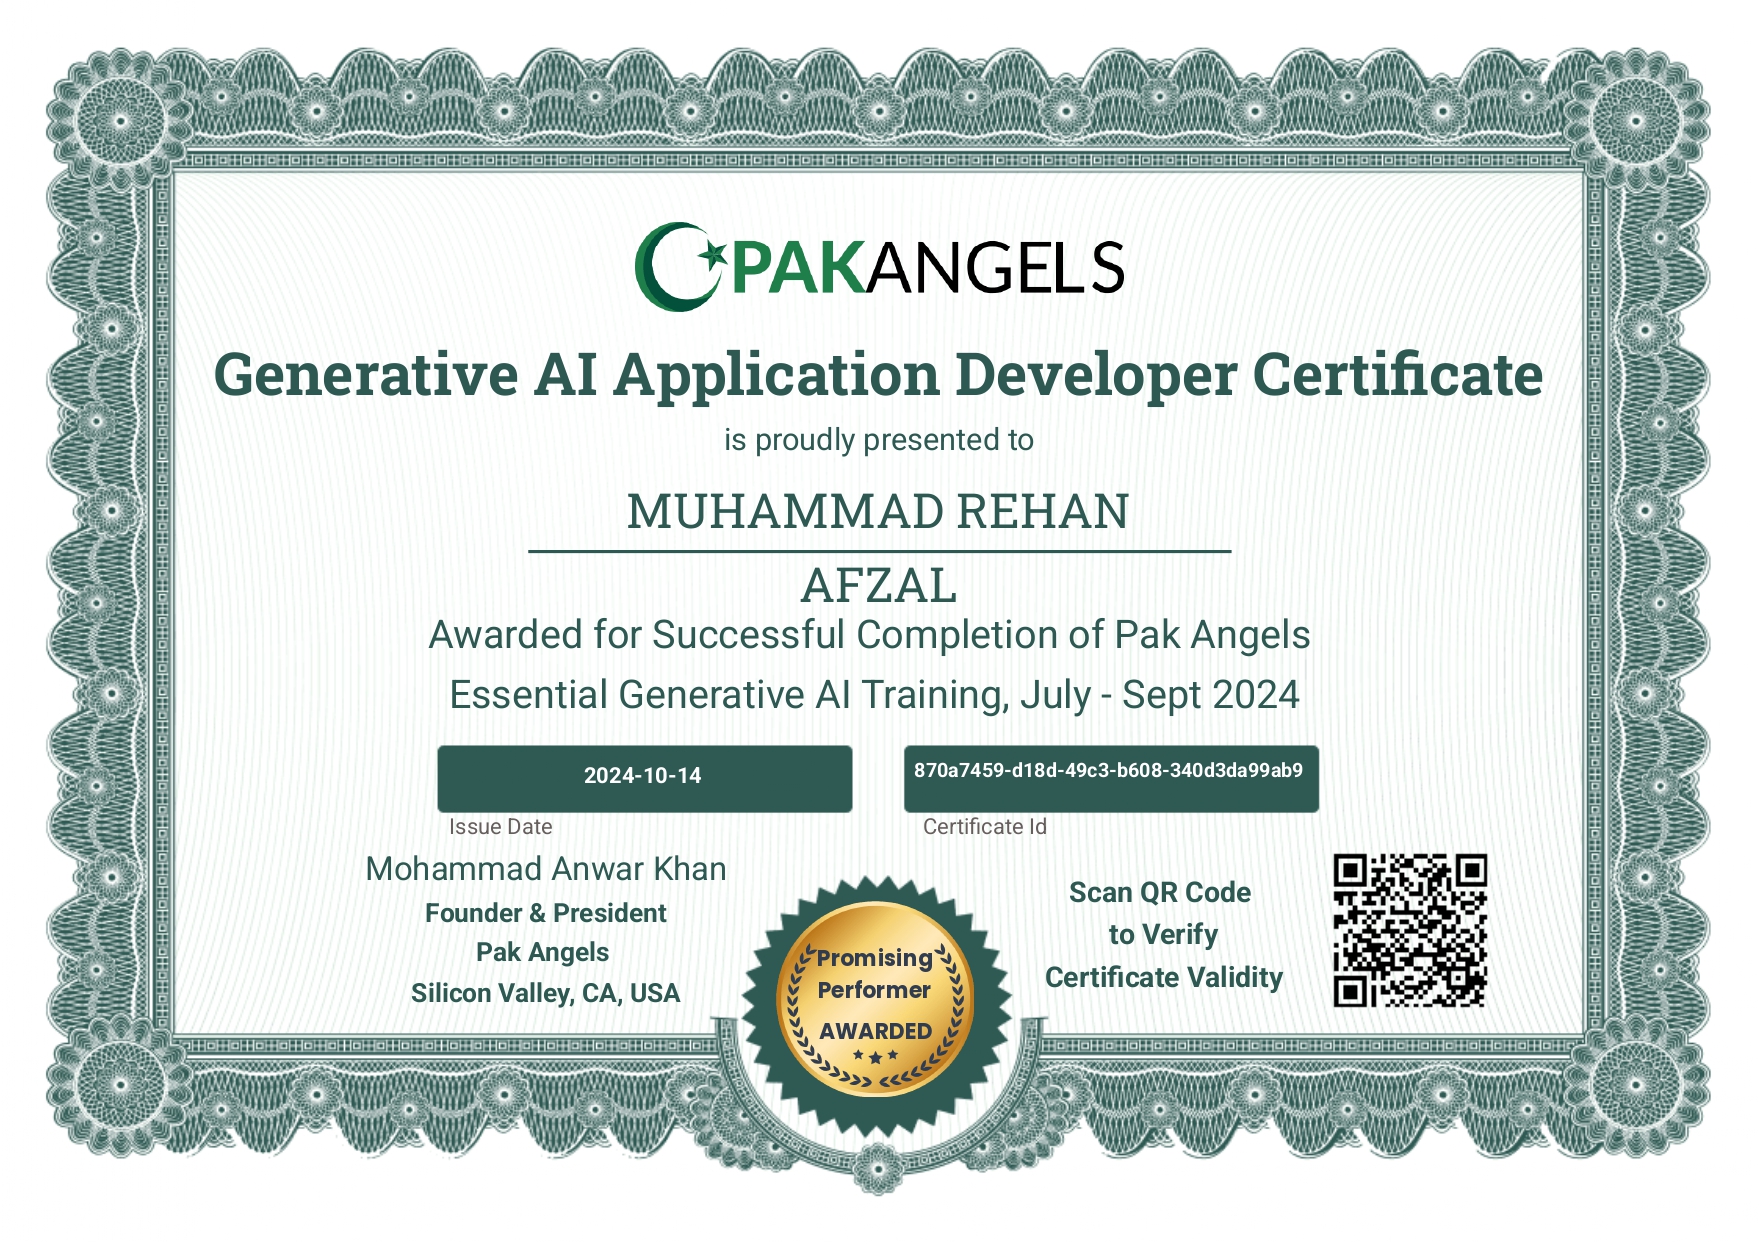 PAKANGELS
Generative AI Application Developer Certificate
is proudly presented to
MUHAMMAD REHAN
AFZAL
Awarded for Successful Completion of Pak Angels
Essential Generative AI Training, July - Sept 2024
2024-10-14
870a7459-d18d-49c3-b608-340d3da99ab9
Issue Date
Certificate Id
Mohammad Anwar Khan
Founder & President
Pak Angels
Silicon Valley, CA, USA
Promising
Performer
AWARDED
Scan QR Code
to Verify
Certificate Validity